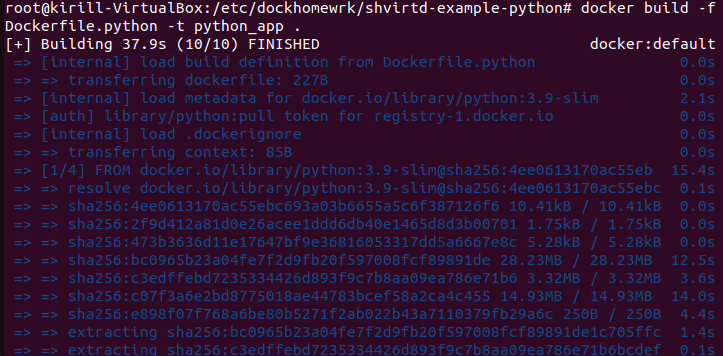 root@kirill-VirtualBox:/etc/dockhomewrk/shvirtd-example-python# docker build -f
Dockerfile.python -t python_app .
[+] Building 37.9s (10/10) FINISHED docker:default
=> [internal] load build definition from Dockerfile.python 0.0s
=> => transferring dockerfile: 227B 0.0s
=> [internal] load metadata for docker.io/library/python:3.9-slim 2.1s
=> [auth] library/python:pull token for registry-1.docker.io 0.0s
=> [internal] load .dockerignore 0.0s
=> => transferring context: 85B 0.0s
=> [1/4] FROM docker.io/library/python:3.9-slim@sha256:4ee0613170ac55eb 15.4s
=> => resolve docker.io/library/python:3.9-slim@sha256:4ee0613170ac55ebc 0.1s
=> => sha256:4ee0613170ac55ebc693a03b6655a5c6f387126f6 10.41kB / 10.41kB 0.0s
=> => sha256:2f9d412a81d0e26acee1ddd6db40e1465d8d3b00701 1.75kB / 1.75kB 0.0s
=> => sha256:473b3636d11e17647bf9e36816053317dd5a6667e8c 5.28kB / 5.28kB 0.0s
=> => sha256:bc0965b23a04fe7f2d9fb20f597008fcf89891de 28.23MB / 28.23MB 12.5s
=> => sha256:c3edffebd7235334426d893f9c7b8aa09ea786e71b6 3.32MB / 3.32MB 3.6s
=> => sha256:c07f3a6e2bd8775018ae44783bcef58a2ca4c455 14.93MB / 14.93MB 14.0s
=> => sha256:e898f07f768a6be80b5271f2ab022b43a7110379fb29a6c 250B / 250B 4.4s
=> => extracting sha256:bc0965b23a04fe7f2d9fb20f597008fcf89891de1c705ffc 1.4s
=> => extracting sha256:c3edffebd7235334426d893f9c7b8aa09ea786e71b6bcdef 0.1s